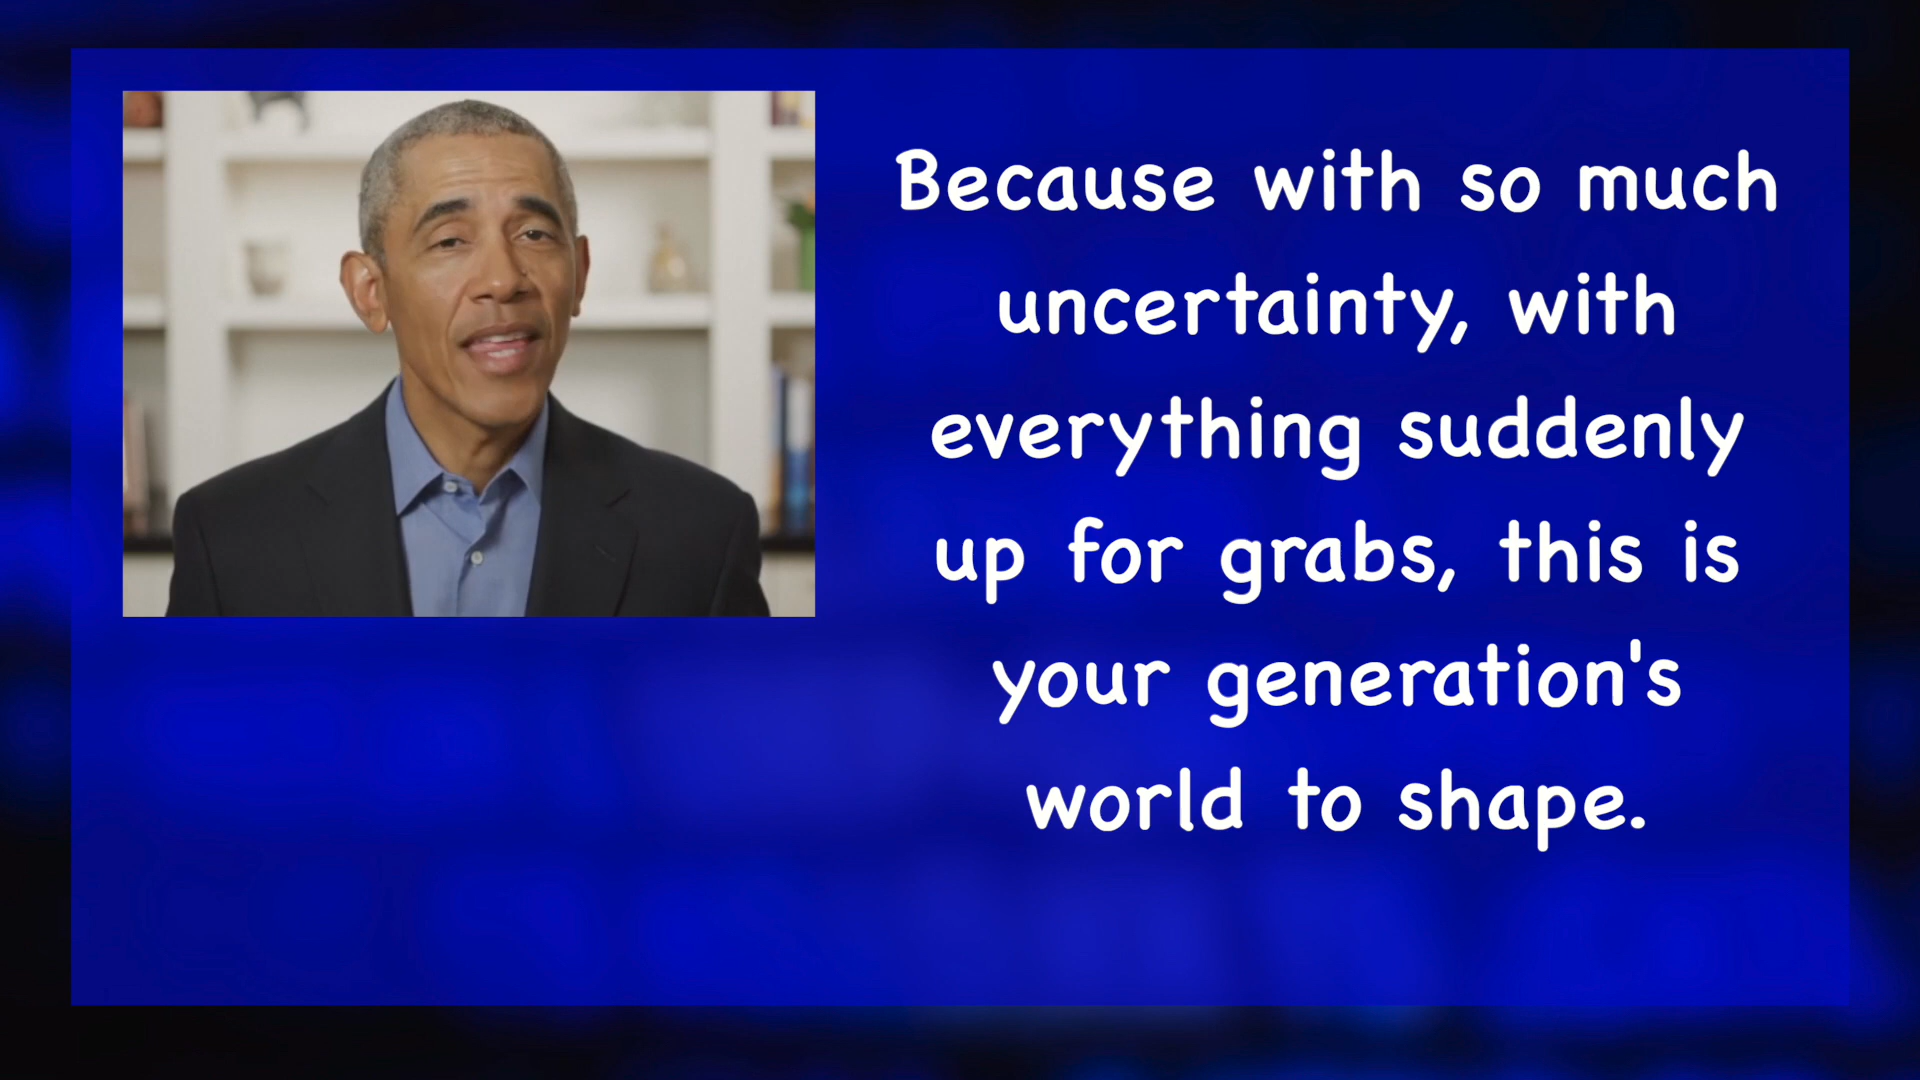 Because with so much
uncertainty, with
everything suddenly
up for grabs, this is
your generation's
world to shape.